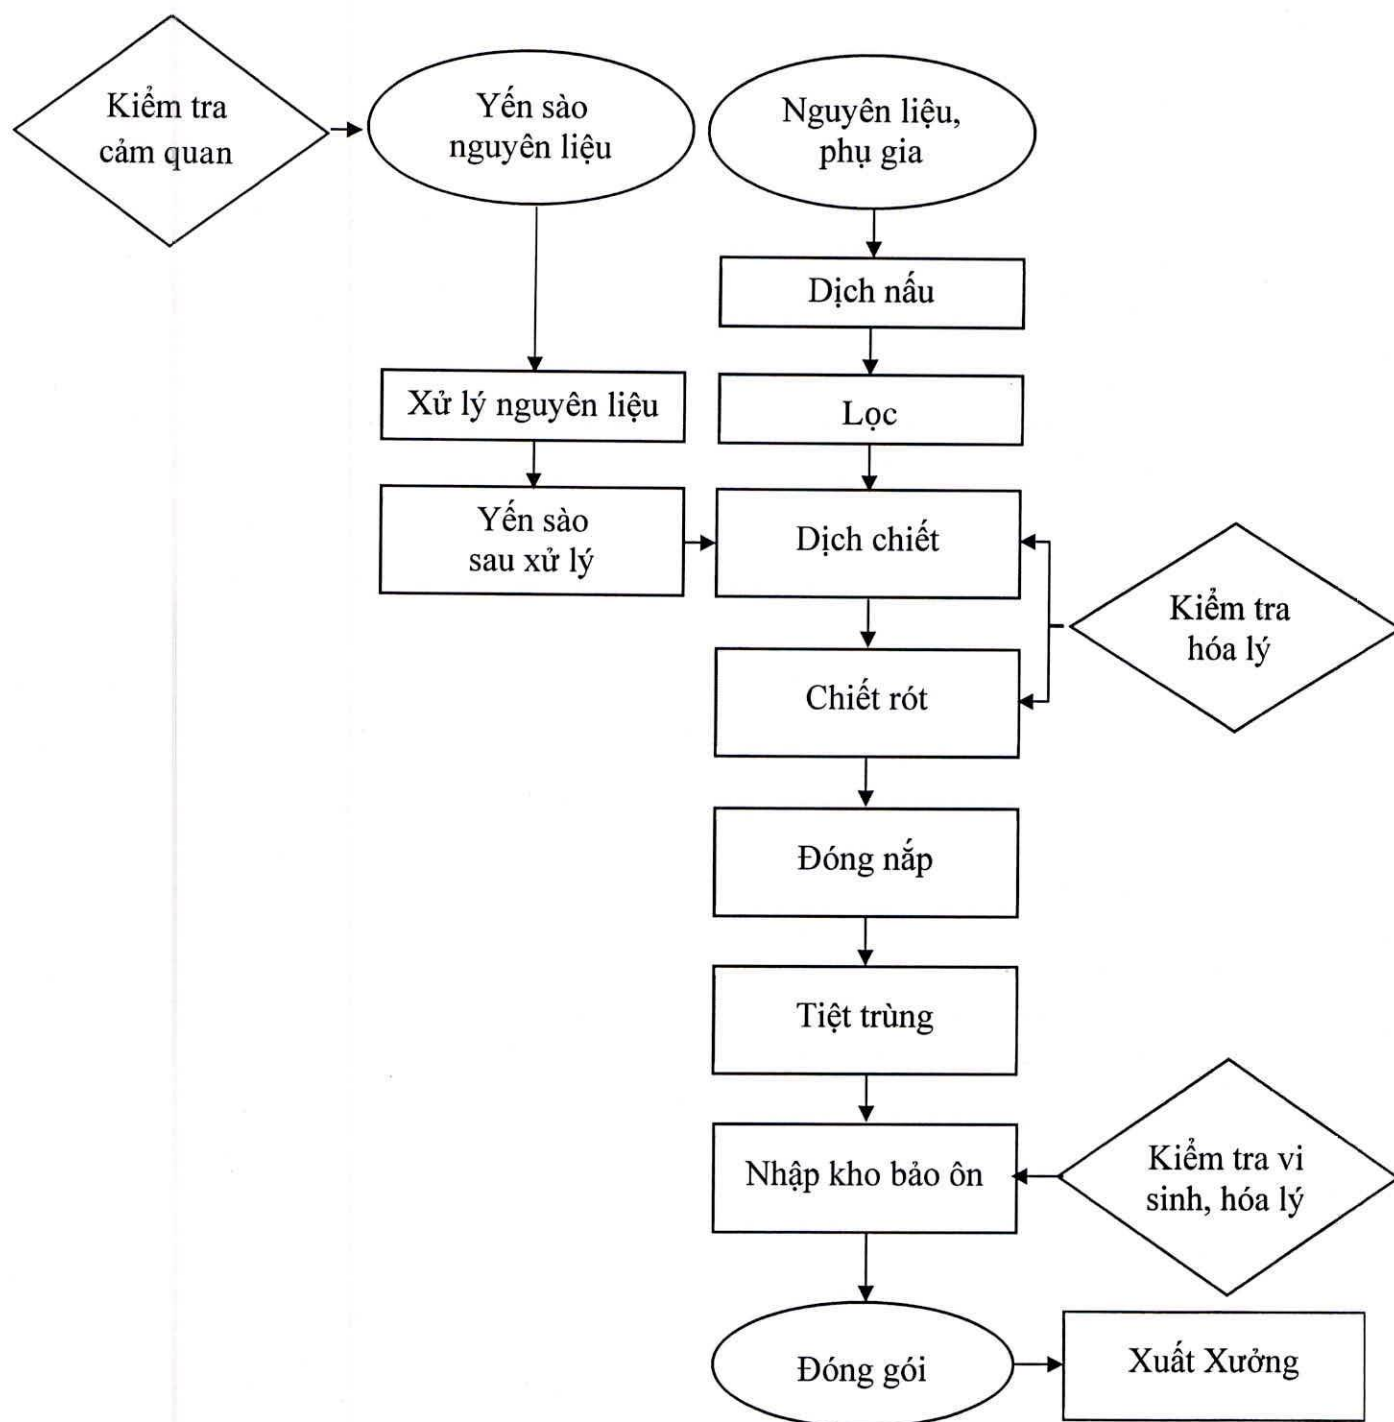 Kiểm tra
cảm quan
Yến sào
nguyên liệu
Nguyên liệu,
phụ gia
Dịch nấu
Xử lý nguyên liệu
Lọc
Yến sào
sau xử lý
Dịch chiết
Kiểm tra
hóa lý
Chiết rót
Đóng nắp
Tiệt trùng
Nhập kho bảo ôn
Kiểm tra vi
sinh, hóa lý
Đóng gói
Xuất Xưởng